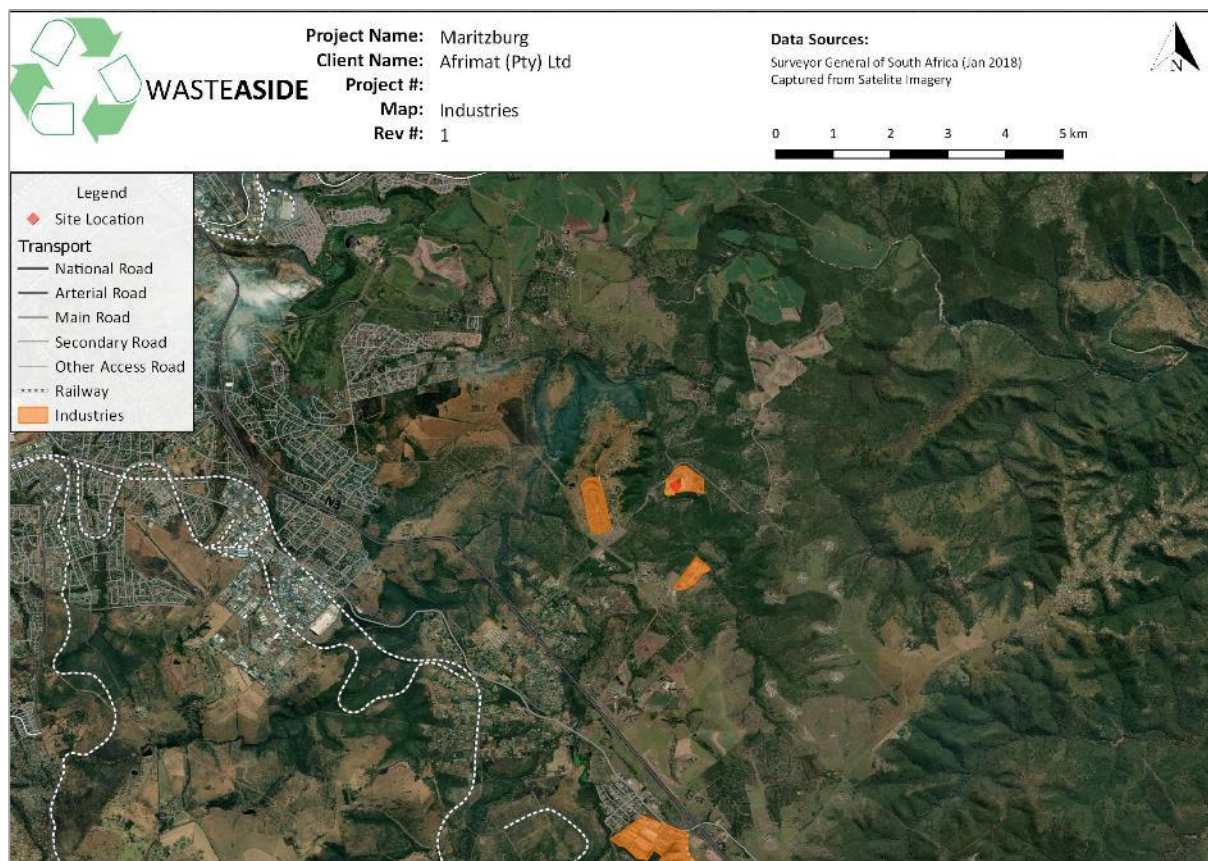 WASTEASIDE
Project Name: Maritzburg
Client Name: Afrimat (Pty) Ltd
Project #:
Map: Industries
Rev #: 1
Data Sources:
Surveyor General of South Africa (Jan 2018)
Captured from Satelite Imagery
N
0 1 2 3 4 5 km
Legend
Site Location
Transport
National Road
Arterial Road
Main Road
Secondary Road
Other Access Road
Railway
Industries
N3